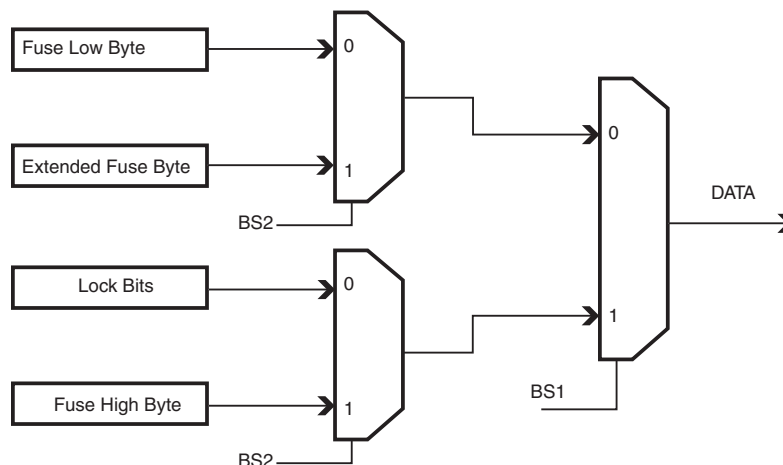 Fuse Low Byte
0
Extended Fuse Byte
1
BS2
0
DATA
Lock Bits
0
1
Fuse High Byte
1
BS1
BS2